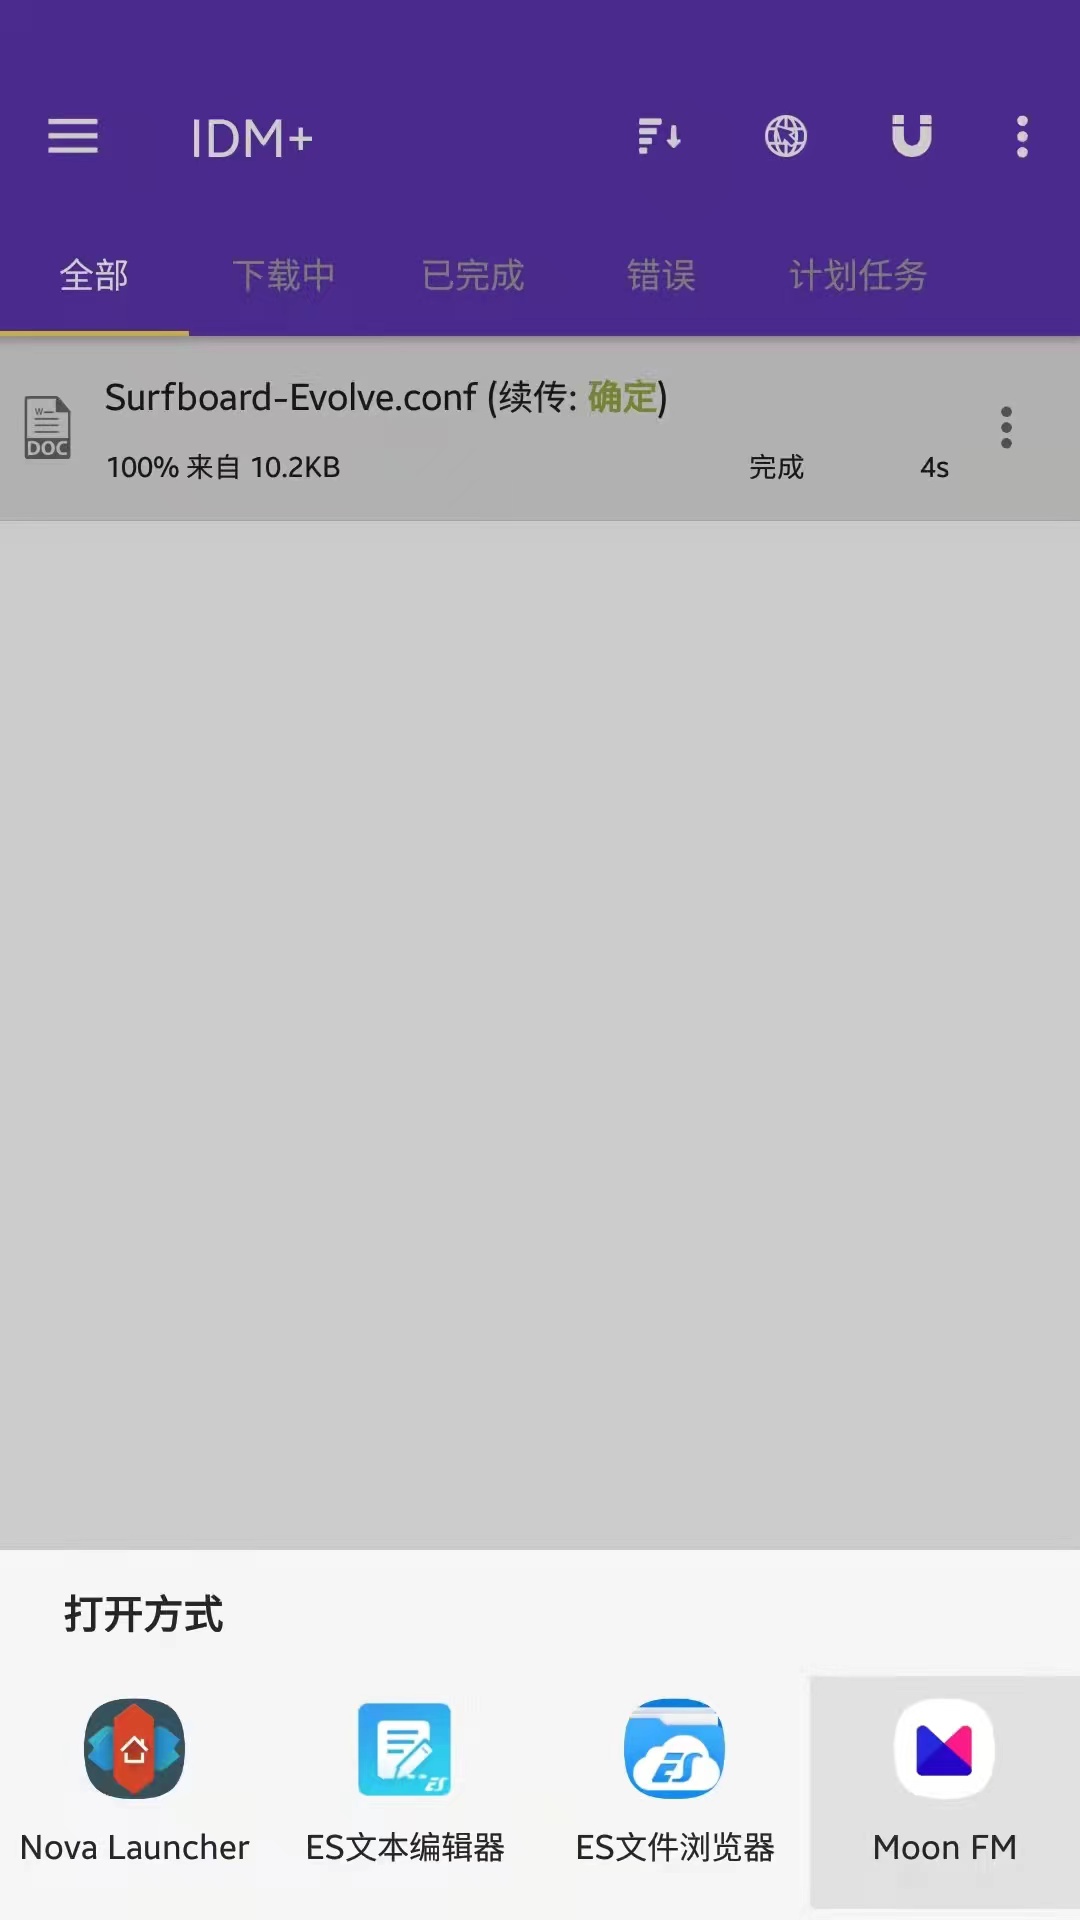 IDM+
全部 下载中 已完成 错误 计划任务
Surfboard-Evolve.conf (续传: 确定)
W
DOC
100% 来自 10.2KB 完成 4s
打开方式
ES
ES
Nova Launcher ES文本编辑器 ES文件浏览器 Moon FM